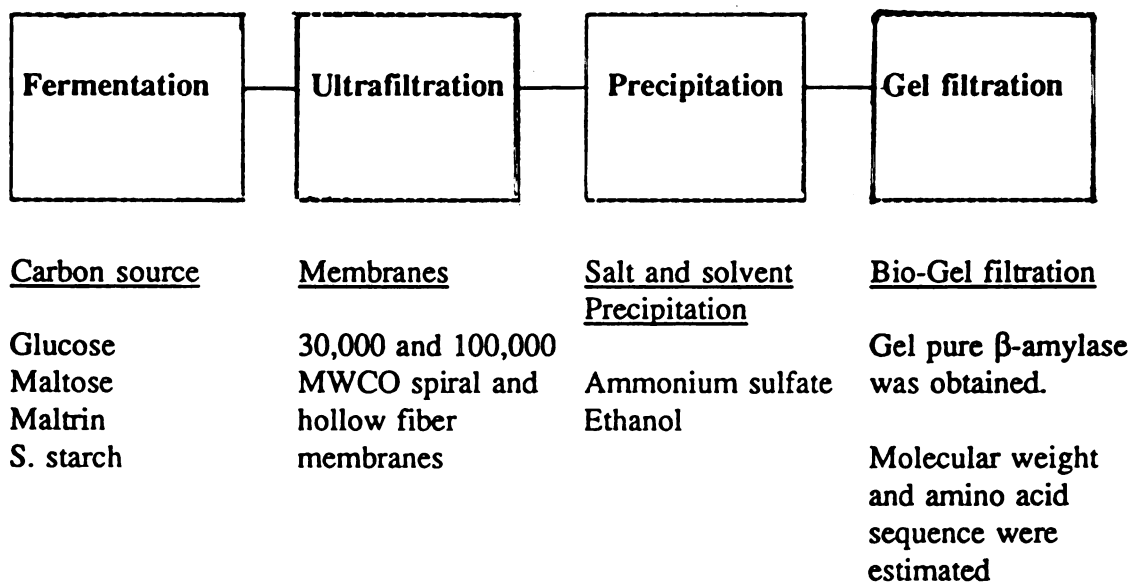 Fermentation
Ultrafiltration
Precipitation
Gel filtration
Carbon source
Glucose
Maltose
Maltrin
S. starch
Membranes
30,000 and 100,000
MWCO spiral and
hollow fiber
membranes
Salt and solvent
Precipitation
Ammonium sulfate
Ethanol
Bio-Gel filtration
Gel pure β-amylase
was obtained.
Molecular weight
and amino acid
sequence were
estimated